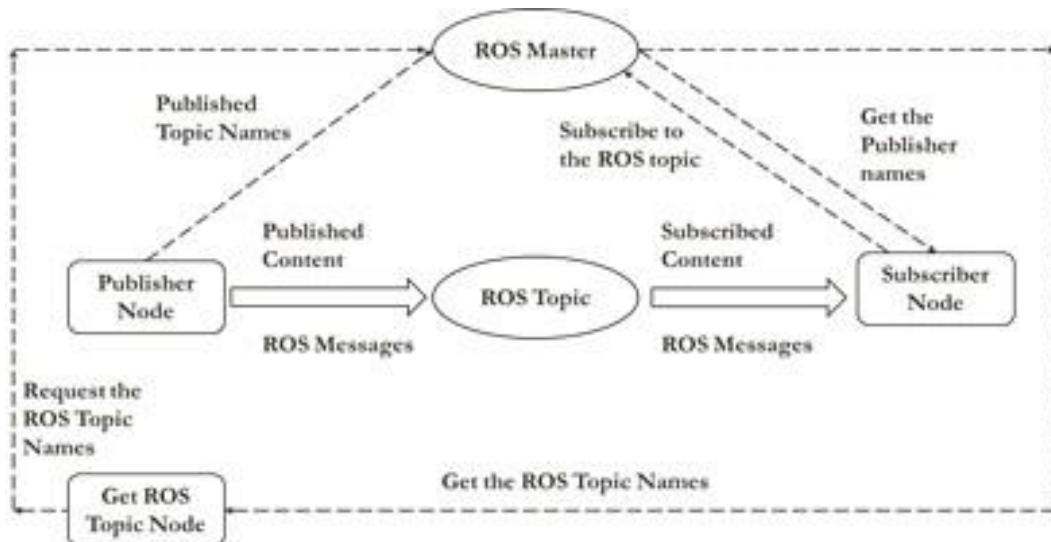 ROS Master
Published
Topic Names
Subscribe to
the ROS topic
Get the
Publisher
names
Published
Content
Subscribed
Content
Publisher
Node
ROS Topic
Subscriber
Node
ROS Messages
ROS Messages
Request the
ROS Topic
Names
Get ROS
Topic Node
Get the ROS Topic Names